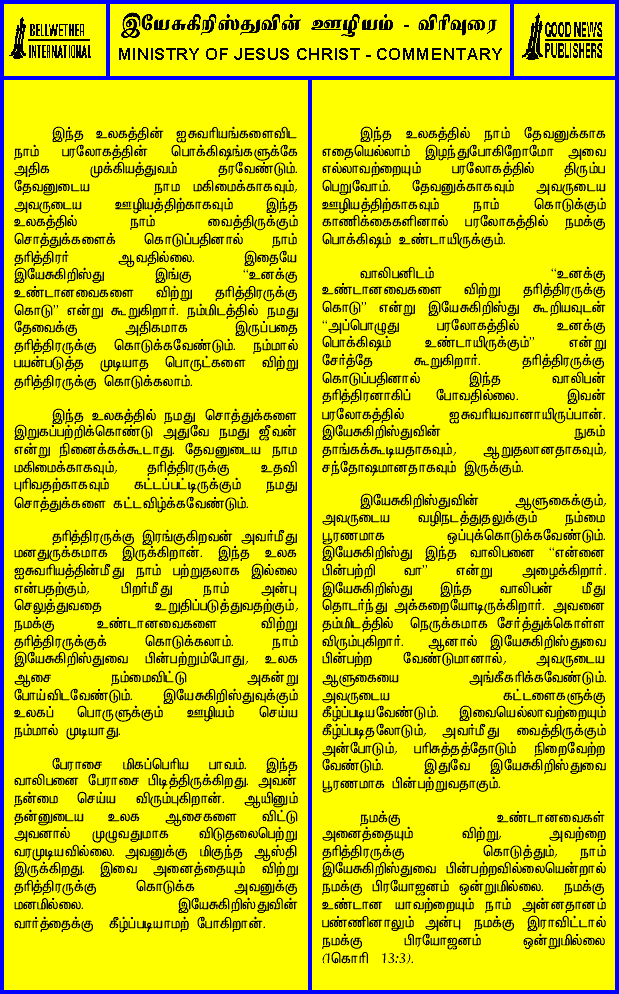 BELLWETHER
INTERNATIONAL
இயேசுகிறிஸ்துவின் ஊழியம் - விரிவுரை
MINISTRY OF JESUS CHRIST - COMMENTARY
GOOD NEWS
PUBLISHERS
இந்த உலகத்தின் ஐசுவரியங்களைவிட
நாம் பரலோகத்தின் பொக்கிஷங்களுக்கே
அதிக முக்கியத்துவம் தரவேண்டும்.
தேவனுடைய நாம மகிமைக்காகவும்,
அவருடைய ஊழியத்திற்காகவும் இந்த
உலகத்தில் நாம் வைத்திருக்கும்
சொத்துக்களைக் கொடுப்பதினால் நாம்
தரித்திரர் ஆவதில்லை. இதையே
இயேசுகிறிஸ்து இங்கு “உனக்கு
உண்டானவைகளை விற்று தரித்திரருக்கு
கொடு” என்று கூறுகிறார். நம்மிடத்தில் நமது
தேவைக்கு அதிகமாக இருப்பதை
தரித்திரருக்கு கொடுக்கவேண்டும். நம்மால்
பயன்படுத்த முடியாத பொருட்களை விற்று
தரித்திரருக்கு கொடுக்கலாம்.
இந்த உலகத்தில் நமது சொத்துக்களை
இறுகப்பற்றிக்கொண்டு அதுவே நமது ஜீவன்
என்று நினைக்கக்கூடாது. தேவனுடைய நாம
மகிமைக்காகவும், தரித்திரருக்கு உதவி
புரிவதற்காகவும் கட்டப்பட்டிருக்கும் நமது
சொத்துக்களை கட்டவிழ்க்கவேண்டும்.
தரித்திரருக்கு இரங்குகிறவன் அவர்மீது
மனதுருக்கமாக இருக்கிறான். இந்த உலக
ஐசுவரியத்தின்மீது நாம் பற்றுதலாக இல்லை
என்பதற்கும், பிறர்மீது நாம் அன்பு
செலுத்துவதை உறுதிப்படுத்துவதற்கும்,
நமக்கு உண்டானவைகளை விற்று
தரித்திரருக்குக் கொடுக்கலாம். நாம்
இயேசுகிறிஸ்துவை பின்பற்றும்போது, உலக
ஆசை நம்மைவிட்டு அகன்று
போய்விடவேண்டும். இயேசுகிறிஸ்துவுக்கும்
உலகப் பொருளுக்கும் ஊழியம் செய்ய
நம்மால் முடியாது.
பேராசை மிகப்பெரிய பாவம். இந்த
வாலிபனை பேராசை பிடித்திருக்கிறது. அவன்
நன்மை செய்ய விரும்புகிறான். ஆயினும்
தன்னுடைய உலக ஆசைகளை விட்டு
அவனால் முழுவதுமாக விடுதலைபெற்று
வரமுடியவில்லை. அவனுக்கு மிகுந்த ஆஸ்தி
இருக்கிறது. இவை அனைத்தையும் விற்று
தரித்திரருக்கு கொடுக்க அவனுக்கு
மனமில்லை. இயேசுகிறிஸ்துவின்
வார்த்தைக்கு கீழ்ப்படியாமற் போகிறான்.
இந்த உலகத்தில் நாம் தேவனுக்காக
எதையெல்லாம் இழந்துபோகிறோமோ அவை
எல்லாவற்றையும் பரலோகத்தில் திரும்ப
பெறுவோம். தேவனுக்காகவும் அவருடைய
ஊழியத்திற்காகவும் நாம் கொடுக்கும்
காணிக்கைகளினால் பரலோகத்தில் நமக்கு
பொக்கிஷம் உண்டாயிருக்கும்.
வாலிபனிடம் “உனக்கு
உண்டானவைகளை விற்று தரித்திரருக்கு
கொடு” என்று இயேசுகிறிஸ்து கூறியவுடன்
“அப்பொழுது பரலோகத்தில் உனக்கு
பொக்கிஷம் உண்டாயிருக்கும்” என்று
சேர்த்தே கூறுகிறார். தரித்திரருக்கு
கொடுப்பதினால் இந்த வாலிபன்
தரித்திரனாகிப் போவதில்லை. இவன்
பரலோகத்தில் ஐசுவரியவானாயிருப்பான்.
இயேசுகிறிஸ்துவின் நுகம்
தாங்கக்கூடியதாகவும், ஆறுதலானதாகவும்,
சந்தோஷமானதாகவும் இருக்கும்.
இயேசுகிறிஸ்துவின் ஆளுகைக்கும்,
அவருடைய வழிநடத்துதலுக்கும் நம்மை
பூரணமாக ஒப்புக்கொடுக்கவேண்டும்.
இயேசுகிறிஸ்து இந்த வாலிபனை “என்னை
பின்பற்றி வா” என்று அழைக்கிறார்.
இயேசுகிறிஸ்து இந்த வாலிபன் மீது
தொடர்ந்து அக்கறையோடிருக்கிறார். அவனை
தம்மிடத்தில் நெருக்கமாக சேர்த்துக்கொள்ள
விரும்புகிறார். ஆனால் இயேசுகிறிஸ்துவை
பின்பற்ற வேண்டுமானால், அவருடைய
ஆளுகையை அங்கீகரிக்கவேண்டும்.
அவருடைய கட்டளைகளுக்கு
கீழ்ப்படியவேண்டும். இவையெல்லாவற்றையும்
கீழ்ப்படிதலோடும், அவர்மீது வைத்திருக்கும்
அன்போடும், பரிசுத்தத்தோடும் நிறைவேற்ற
வேண்டும். இதுவே இயேசுகிறிஸ்துவை
பூரணமாக பின்பற்றுவதாகும்.
நமக்கு உண்டானவைகள்
அனைத்தையும் விற்று, அவற்றை
தரித்திரருக்கு கொடுத்தும், நாம்
இயேசுகிறிஸ்துவை பின்பற்றவில்லையென்றால்
நமக்கு பிரயோஜனம் ஒன்றுமில்லை. நமக்கு
உண்டான யாவற்றையும் நாம் அன்னதானம்
பண்ணினாலும் அன்பு நமக்கு இராவிட்டால்
நமக்கு பிரயோஜனம் ஒன்றுமில்லை
(1கொரி 13:3).